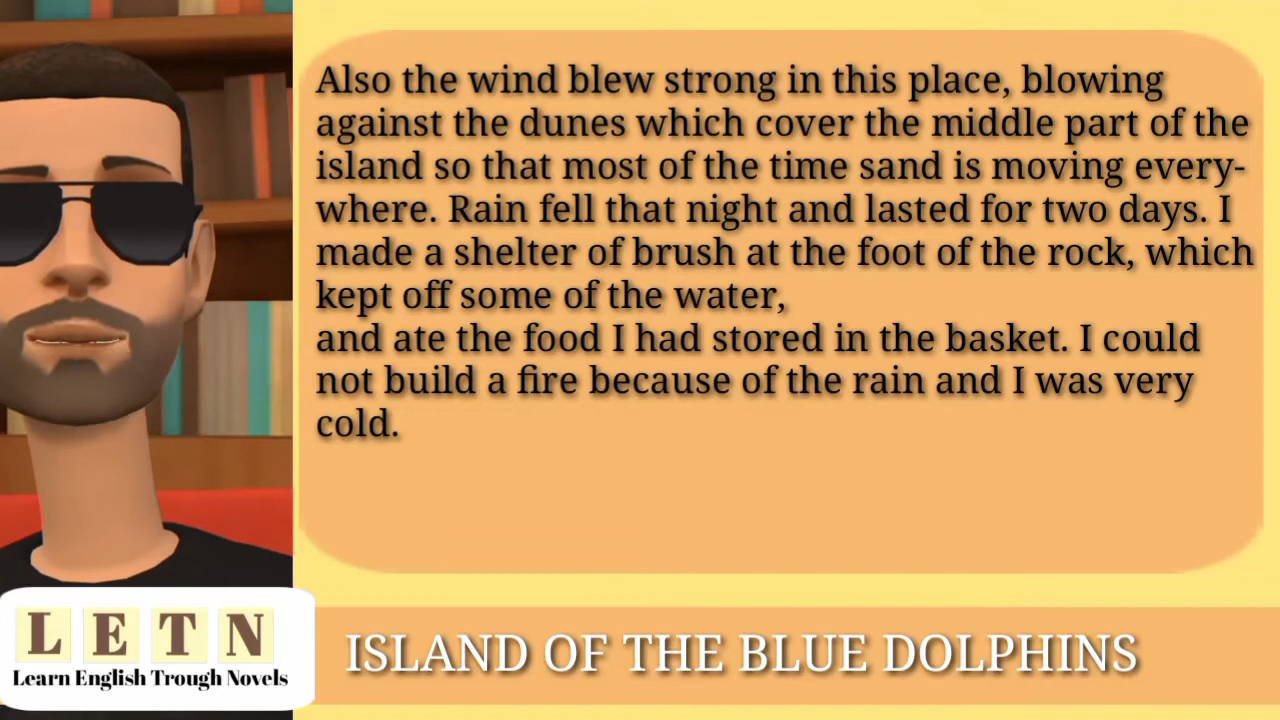 Also the wind blew strong in this place, blowing
against the dunes which cover the middle part of the
island so that most of the time sand is moving every-
where. Rain fell that night and lasted for two days. I
made a shelter of brush at the foot of the rock, which
kept off some of the water,
and ate the food I had stored in the basket. I could
not build a fire because of the rain and I was very
cold.
L E T N
Learn English Trough Novels
ISLAND OF THE BLUE DOLPHINS